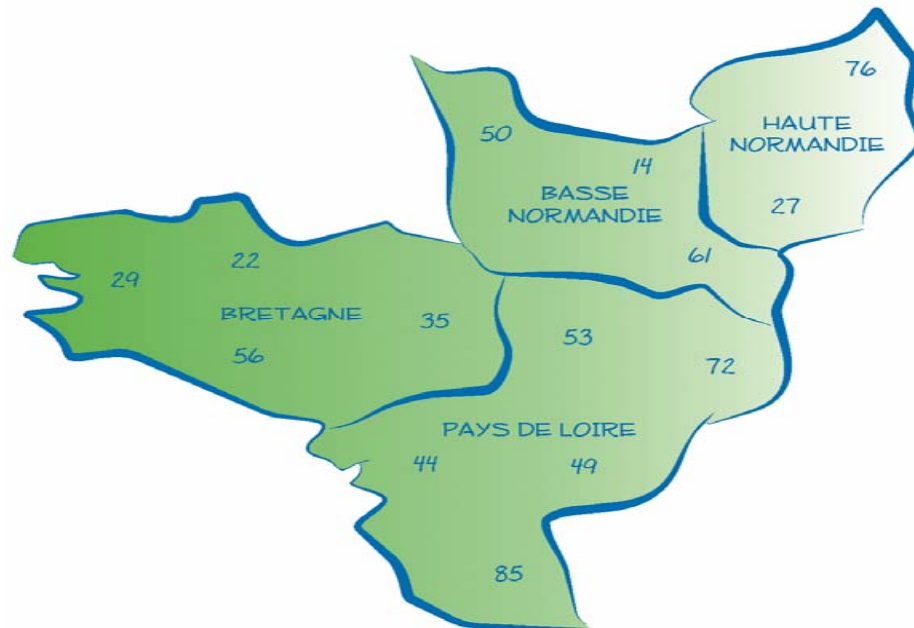 76
HAUTE
NORMANDIE
50
14
BASSE
NORMANDIE
27
61
22
29
BRETAGNE
35
56
53
72
PAYS DE LOIRE
44
49
85